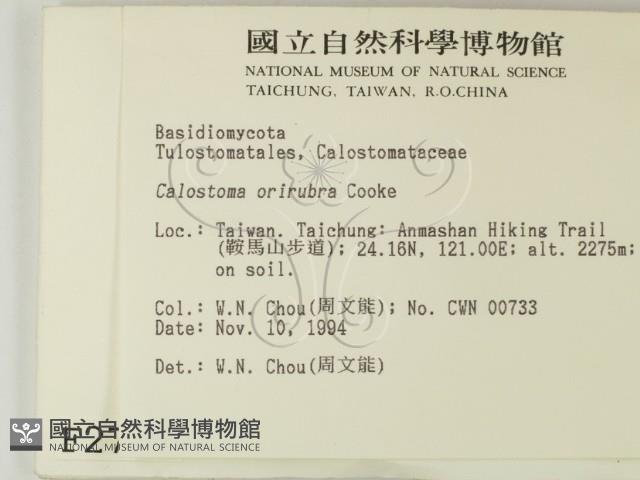 國立自然科學博物館
NATIONAL MUSEUM OF NATURAL SCIENCE
TAICHUNG, TAIWAN, R.O.CHINA
Basidiomycota
Tulostomatales, Calostomataceae
Calostoma orirubra Cooke
Loc.: Taiwan. Taichung: Anmashan Hiking Trail
(鞍馬山步道); 24.16N, 121.00E; alt. 2275m;
on soil.
Col.: W.N. Chou(周文能); No. CWN 00733
Date: Nov. 10, 1994
Det.: W.N. Chou(周文能)
國立自然科學博物館
NATIONAL MUSEUM OF NATURAL SCIENCE